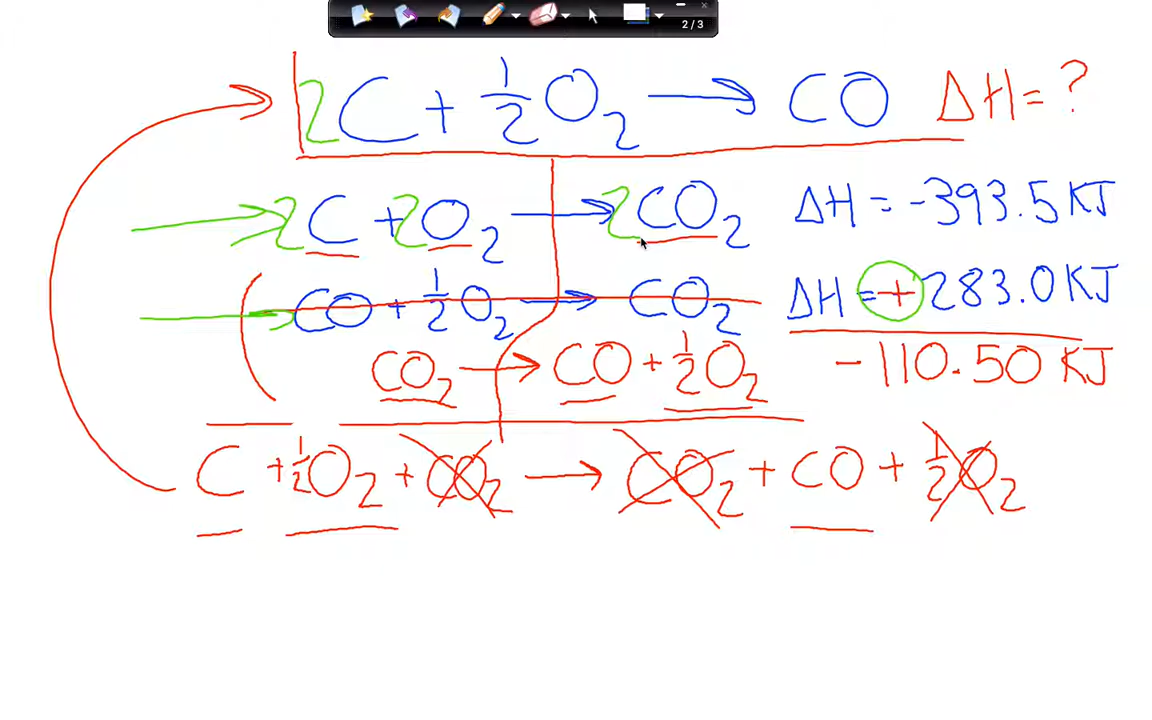 2/3
2C + 1/2 O₂ → CO ΔH = ?
2C + 2O₂ → 2CO₂ ΔH = -393.5 KJ
CO + 1/2 O₂ → CO₂ ΔH = +283.0 KJ
CO₂ → CO + 1/2 O₂ -110.50 KJ
C + 1/2 O₂ + CO₂ → CO₂ + CO + 1/2 O₂